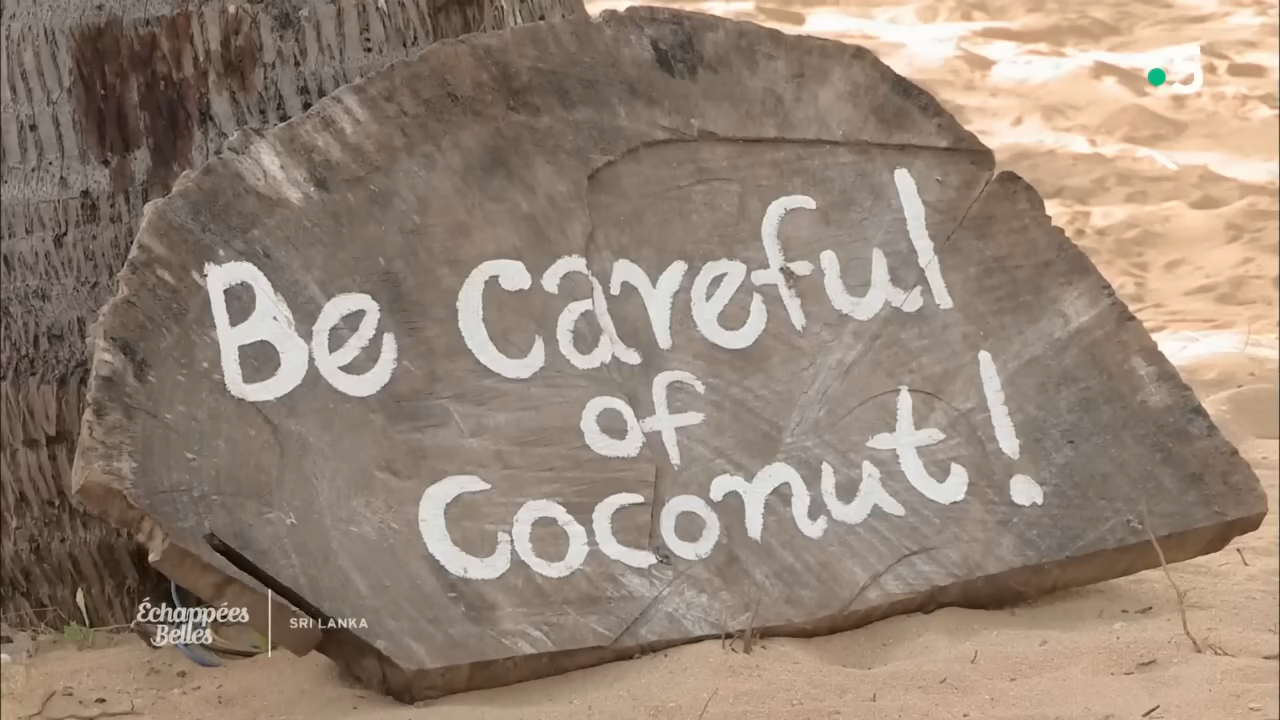 Be Careful
of
Coconut!
Échappées
Belles
SRI LANKA
5